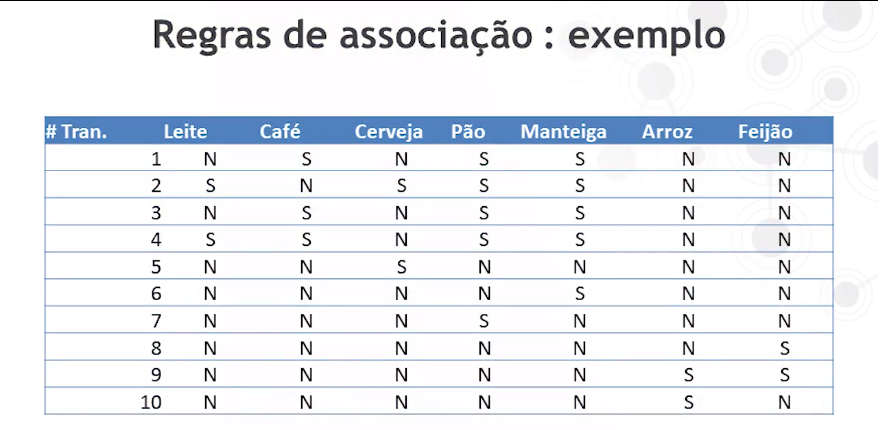 Regras de associação : exemplo
# Tran. Leite Café Cerveja Pão Manteiga Arroz Feijão
1 N S N S S N N
2 S N S S S N N
3 N S N S S N N
4 S S N S S N N
5 N N S N N N N
6 N N N N S N N
7 N N N S N N N
8 N N N N N N S
9 N N N N N S S
10 N N N N N S N